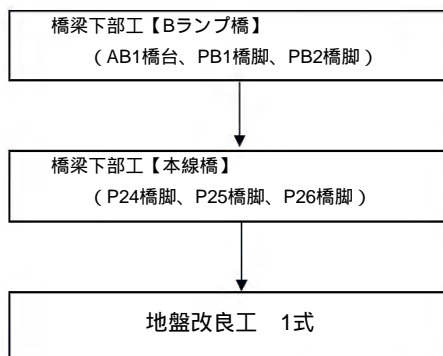 橋梁下部工【Bランプ橋】
(AB1橋台、PB1橋脚、PB2橋脚)
橋梁下部工【本線橋】
(P24橋脚、P25橋脚、P26橋脚)
地盤改良工　1式